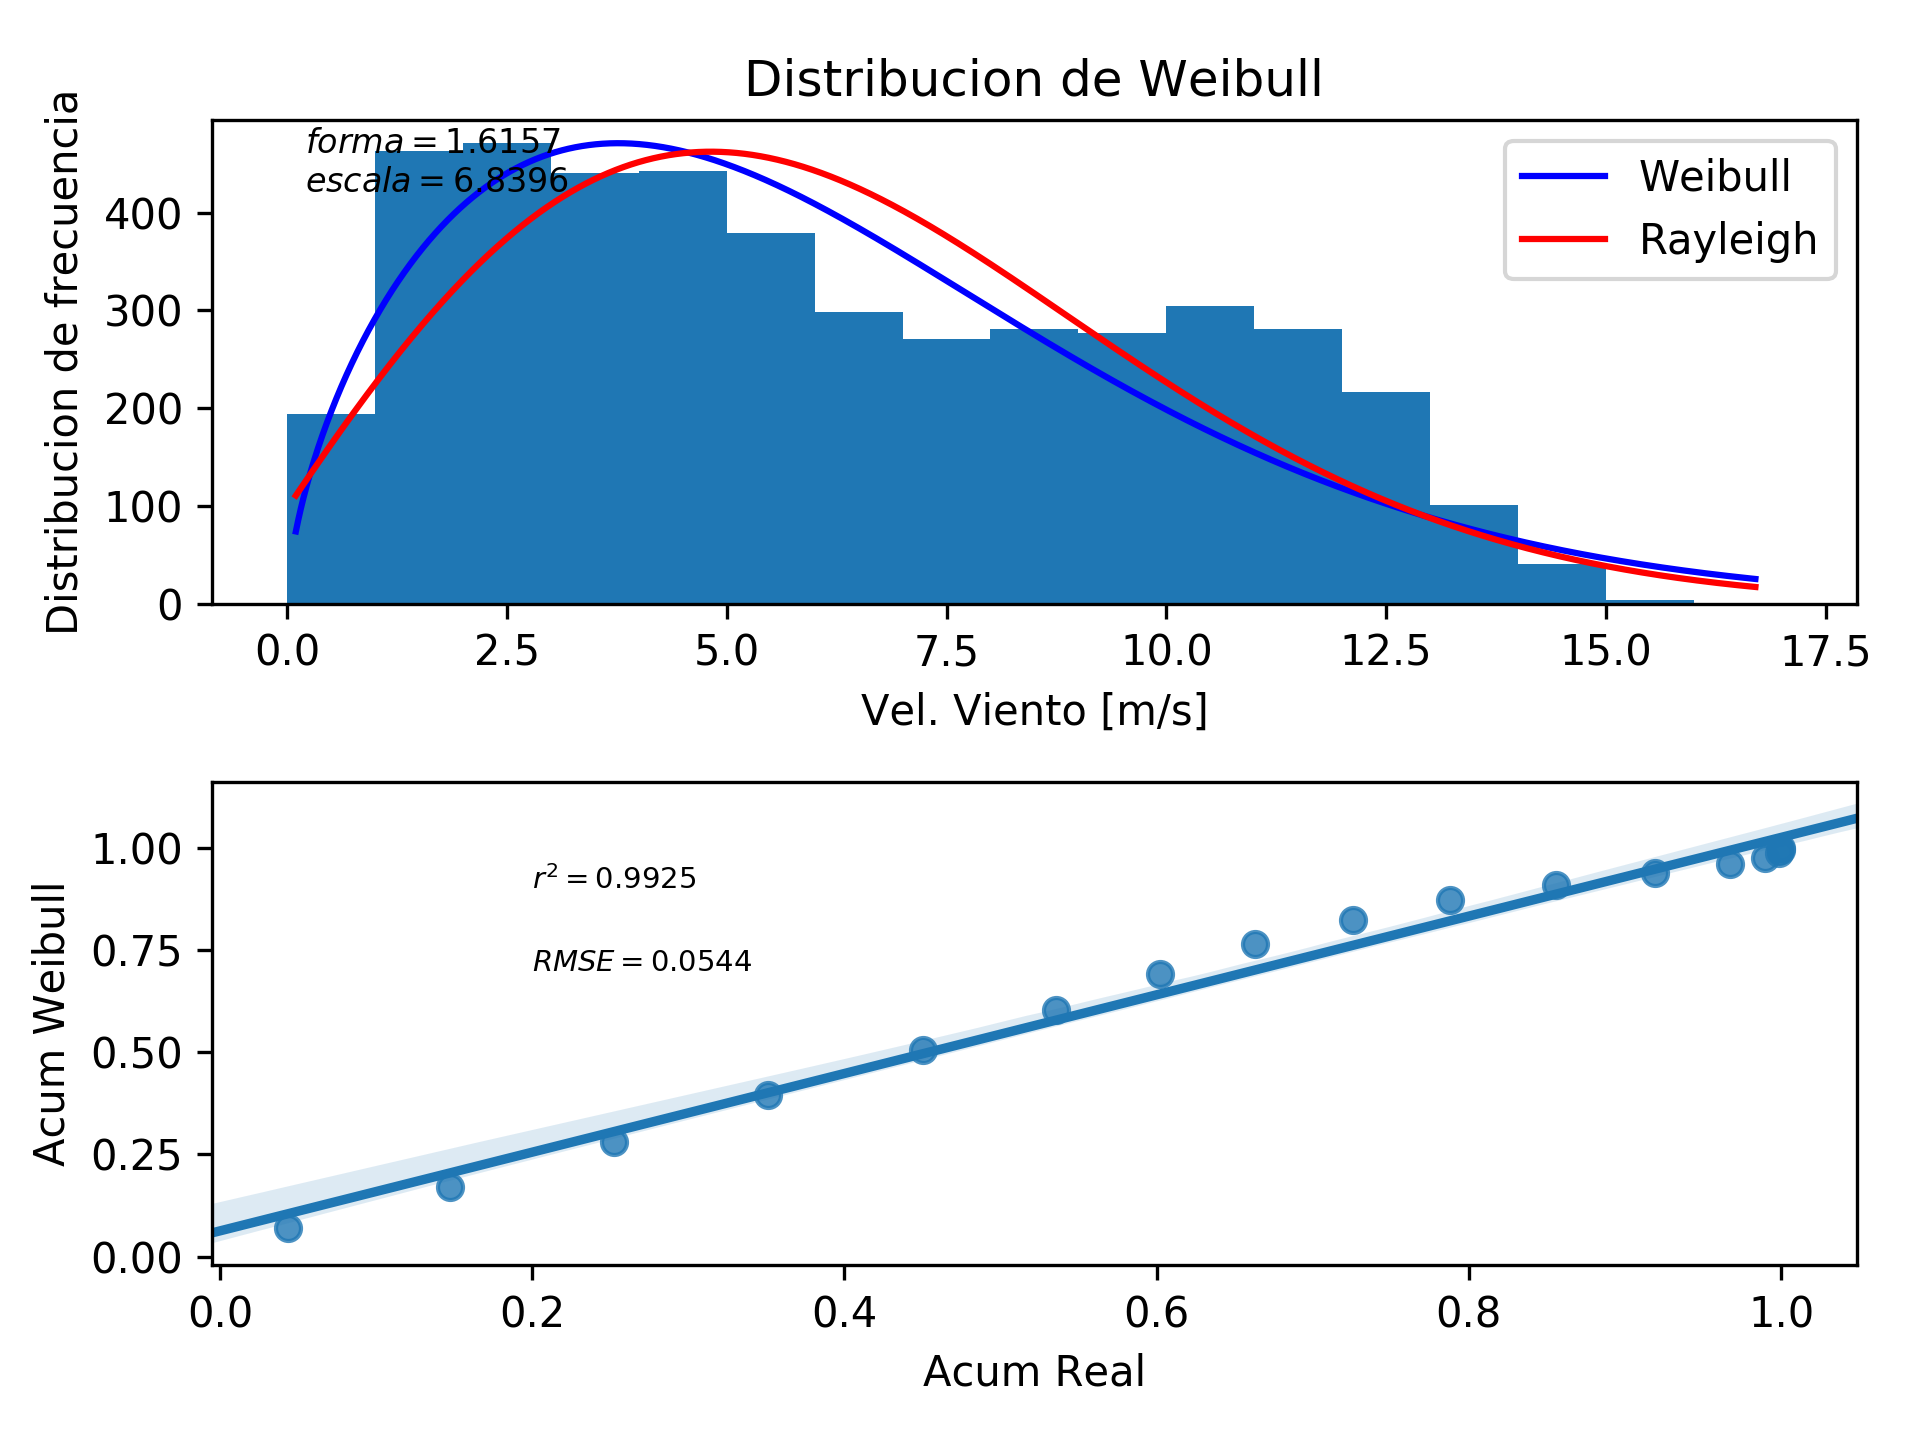 Distribucion de Weibull
forma = 1.6157
escala = 6.8396
Weibull
Rayleigh
Distribucion de frecuencia
400
300
200
100
0
0.0 2.5 5.0 7.5 10.0 12.5 15.0 17.5
Vel. Viento [m/s]
r² = 0.9925
RMSE = 0.0544
Acum Weibull
1.00
0.75
0.50
0.25
0.00
0.0 0.2 0.4 0.6 0.8 1.0
Acum Real